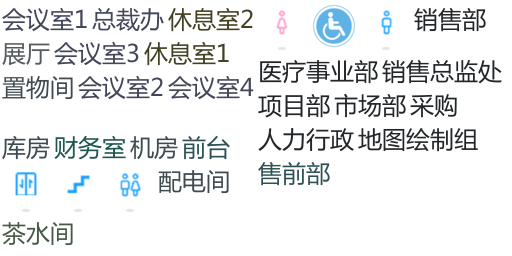 会议室1 总裁办 休息室2
展厅 会议室3 休息室1
置物间 会议室2 会议室4
库房 财务室 机房 前台
配电间
茶水间
销售部
医疗事业部 销售总监处
项目部 市场部 采购
人力行政 地图绘制组
售前部